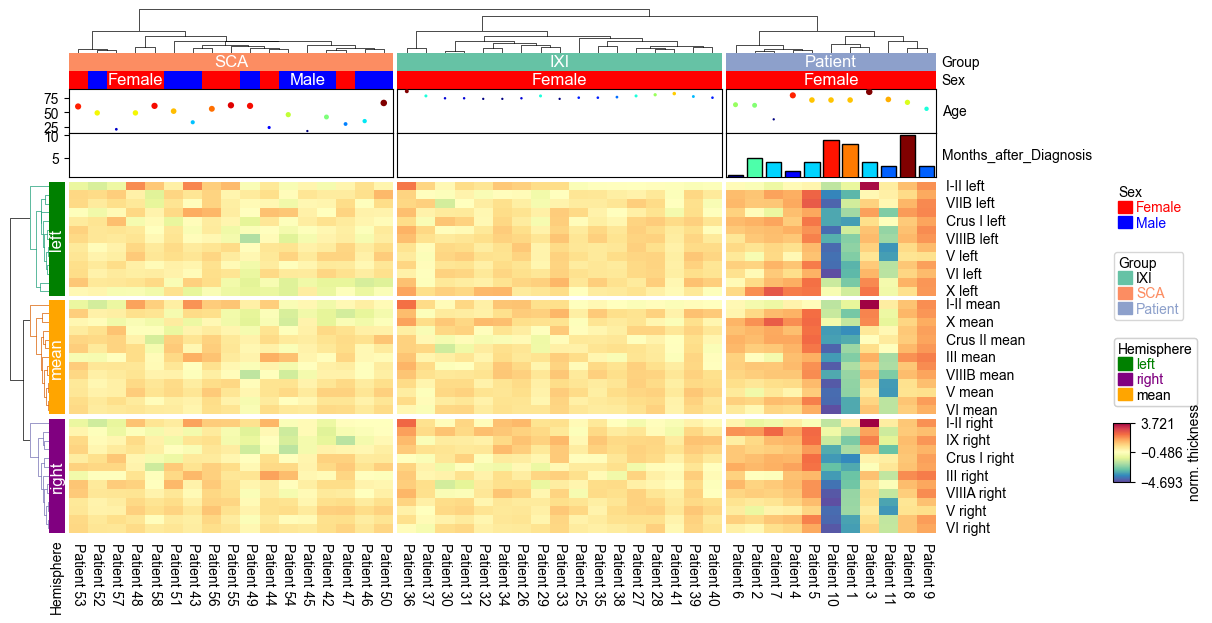 SCA
IXI
Patient
Group
Female
Male
Female
Female
Sex
75
50
25
Age
10
5
Months_after_Diagnosis
left
I-II left
VIIB left
Crus I left
VIIIB left
V left
VI left
X left
mean
I-II mean
X mean
Crus II mean
III mean
VIIIB mean
V mean
VI mean
right
I-II right
IX right
Crus I right
III right
VIIIA right
V right
VI right
Hemisphere
Patient 53
Patient 52
Patient 57
Patient 48
Patient 58
Patient 51
Patient 43
Patient 56
Patient 55
Patient 49
Patient 44
Patient 54
Patient 45
Patient 42
Patient 47
Patient 46
Patient 50
Patient 36
Patient 37
Patient 30
Patient 31
Patient 32
Patient 34
Patient 26
Patient 29
Patient 33
Patient 25
Patient 35
Patient 38
Patient 27
Patient 28
Patient 41
Patient 39
Patient 40
Patient 6
Patient 2
Patient 7
Patient 4
Patient 5
Patient 10
Patient 1
Patient 3
Patient 11
Patient 8
Patient 9
Sex
Female
Male
Group
IXI
SCA
Patient
Hemisphere
left
right
mean
3.721
−0.486
−4.693
norm. thickness